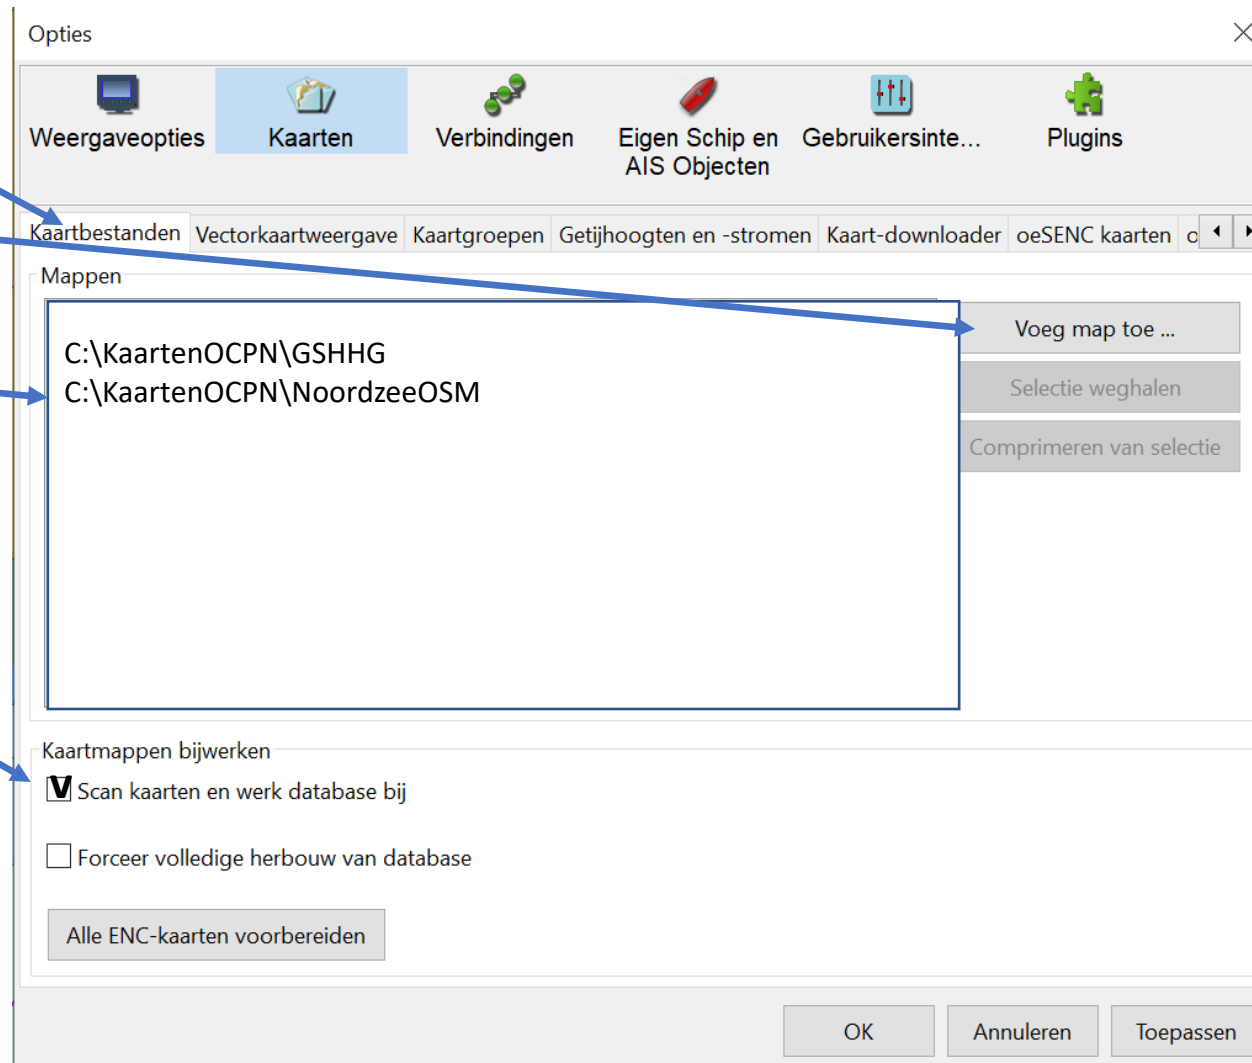 Opties
Weergaveopties
Kaarten
Verbindingen
Eigen Schip en
AIS Objecten
Gebruikersinte...
Plugins
Kaartbestanden
Vectorkaartweergave
Kaartgroepen
Getijhoogten en -stromen
Kaart-downloader
oeSENC kaarten
Mappen
C:\KaartenOCPN\GSHHG
C:\KaartenOCPN\NoordzeeOSM
Voeg map toe ...
Selectie weghalen
Comprimeren van selectie
Kaartmappen bijwerken
V Scan kaarten en werk database bij
Forceer volledige herbouw van database
Alle ENC-kaarten voorbereiden
OK
Annuleren
Toepassen